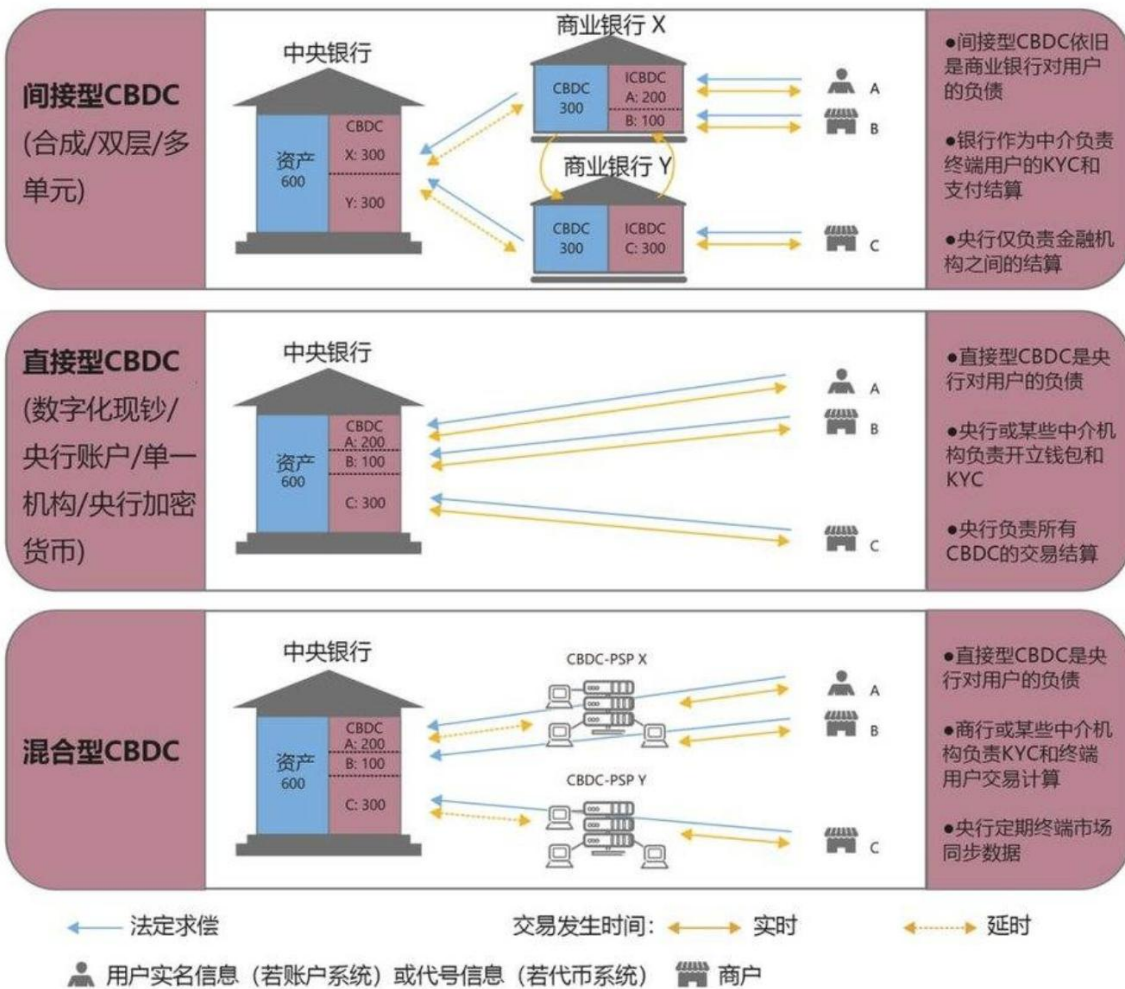 间接型CBDC
(合成/双层/多
单元)
中央银行
资产
600
CBDC
X: 300
Y: 300
商业银行 X
CBDC
300
ICBDC
A: 200
B: 100
商业银行 Y
CBDC
300
ICBDC
C: 300
A
B
C
●间接型CBDC依旧
是商业银行对用户
的负债
●银行作为中介负责
终端用户的KYC和
支付结算
●央行仅负责金融机
构之间的结算
直接型CBDC
(数字化现钞/
央行账户/单一
机构/央行加密
货币)
中央银行
资产
600
CBDC
A: 200
B: 100
C: 300
A
B
C
●直接型CBDC是央
行对用户的负债
●央行或某些中介机
构负责开立钱包和
KYC
●央行负责所有
CBDC的交易结算
混合型CBDC
中央银行
资产
600
CBDC
A: 200
B: 100
C: 300
CBDC-PSP X
CBDC-PSP Y
A
B
C
●直接型CBDC是央
行对用户的负债
●商行或某些中介机
构负责KYC和终端
用户交易计算
●央行定期终端市场
同步数据
法定求偿
交易发生时间：
实时
延时
用户实名信息（若账户系统）或代号信息（若代币系统）
商户